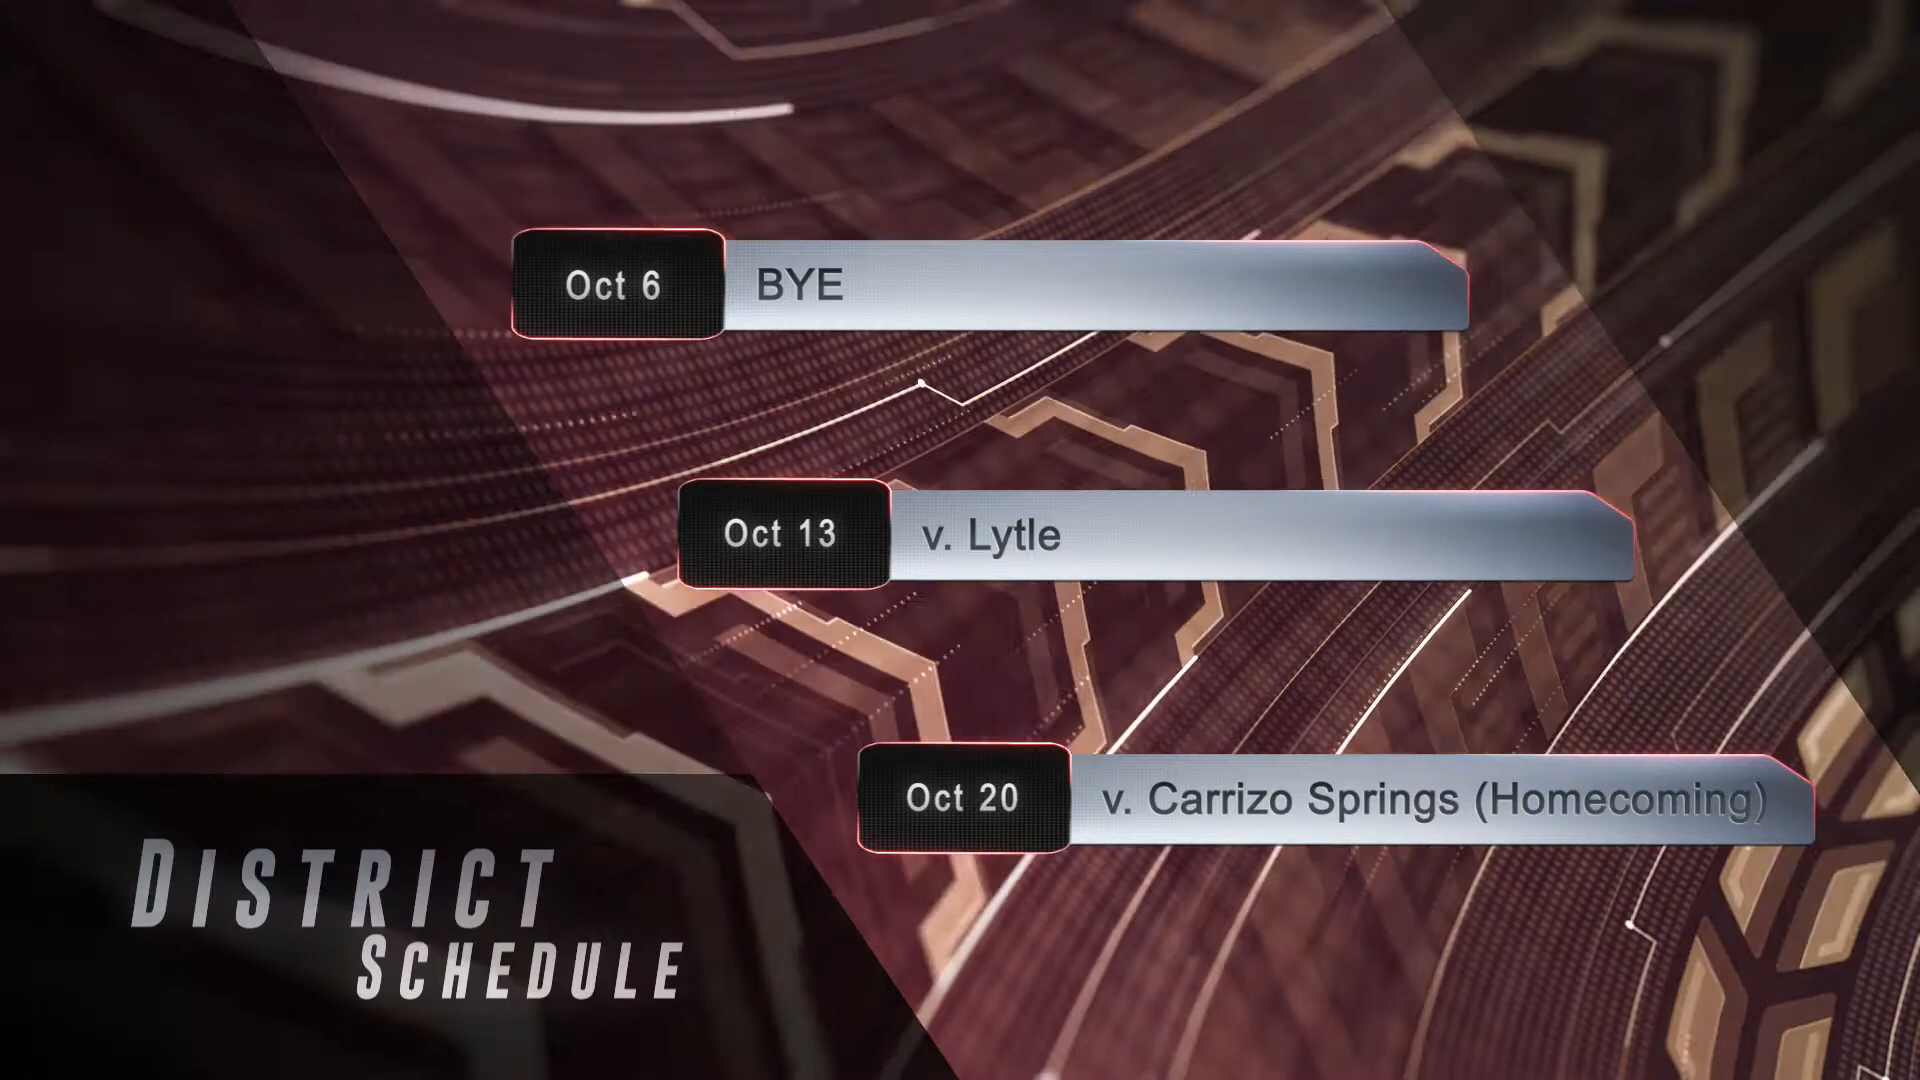 Oct 6 BYE
Oct 13 v. Lytle
Oct 20 v. Carrizo Springs (Homecoming)
DISTRICT
SCHEDULE